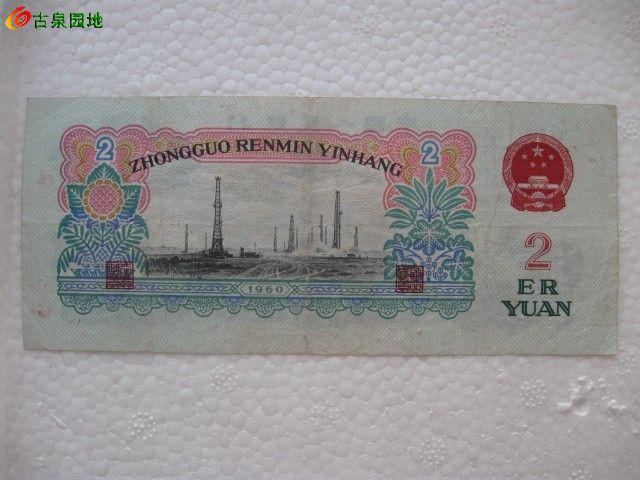 古泉园地
2
2
ZHONGGUO RENMIN YINHANG
1960
2
ER
YUAN